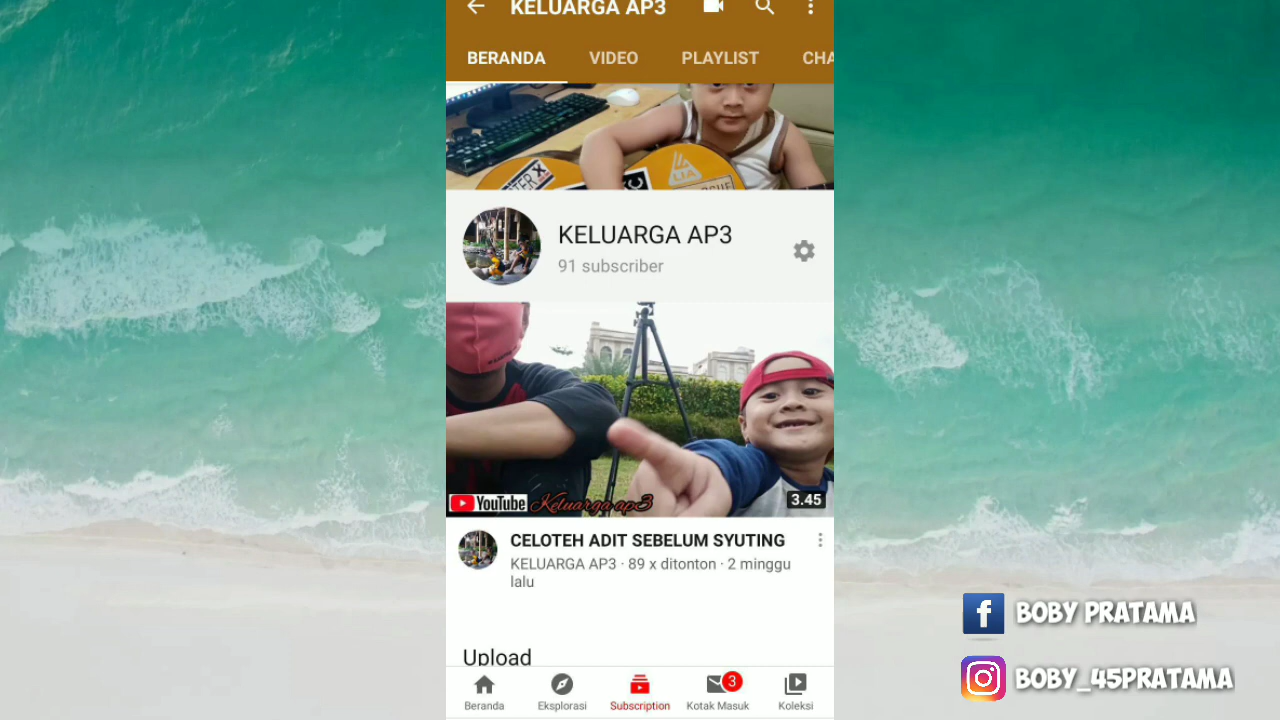 KELUARGA AP3
BERANDA VIDEO PLAYLIST CHA
KELUARGA AP3
91 subscriber
YouTube Keluarga ap3
3.45
CELOTEH ADIT SEBELUM SYUTING
KELUARGA AP3 · 89 x ditonton · 2 minggu
lalu
Upload
3
Beranda Eksplorasi Subscription Kotak Masuk Koleksi
f BOBY PRATAMA
BOBY_45PRATAMA